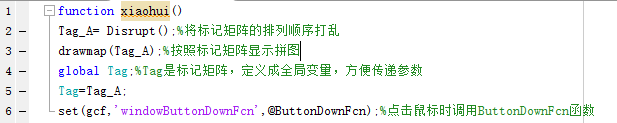 1 function xiaohui()
2 - Tag_A= Disrupt();%将标记矩阵的排列顺序打乱
3 - drawmap(Tag_A);%按照标记矩阵显示拼图
4 - global Tag;%Tag是标记矩阵，定义成全局变量，方便传递参数
5 - Tag=Tag_A;
6 - set(gcf,'windowButtonDownFcn',@ButtonDownFcn);%点击鼠标时调用ButtonDownFcn函数